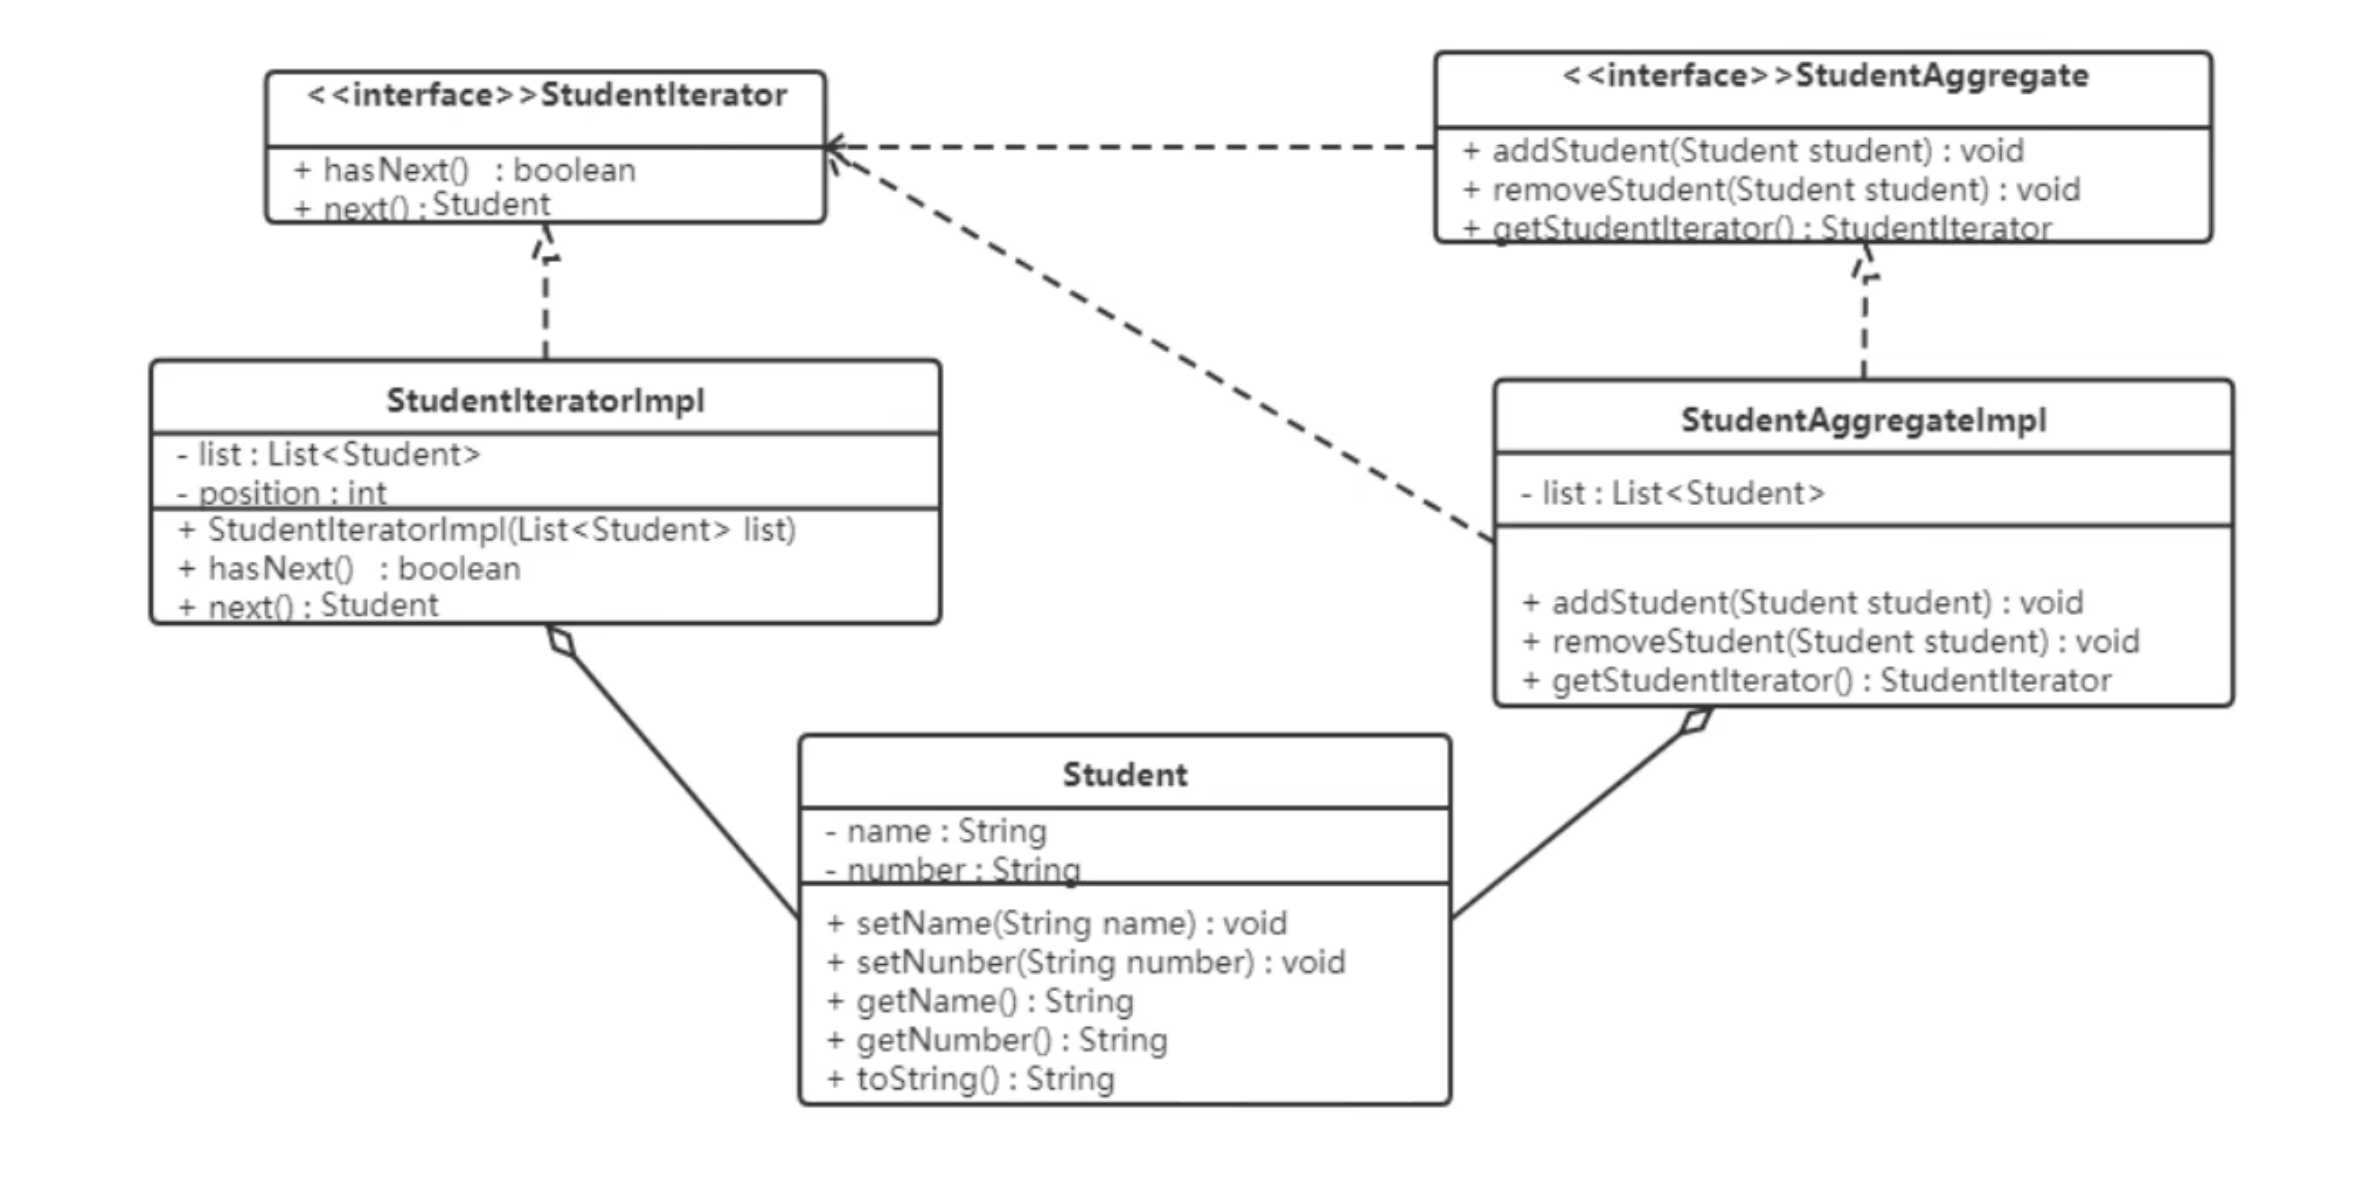 <<interface>>StudentIterator
+ hasNext() : boolean
+ next() : Student
<<interface>>StudentAggregate
+ addStudent(Student student) : void
+ removeStudent(Student student) : void
+ getStudentIterator() : StudentIterator
StudentIteratorImpl
- list : List<Student>
- position : int
+ StudentIteratorImpl(List<Student> list)
+ hasNext() : boolean
+ next() : Student
StudentAggregateImpl
- list : List<Student>
+ addStudent(Student student) : void
+ removeStudent(Student student) : void
+ getStudentIterator() : StudentIterator
Student
- name : String
- number : String
+ setName(String name) : void
+ setNunber(String number) : void
+ getName() : String
+ getNumber() : String
+ toString() : String